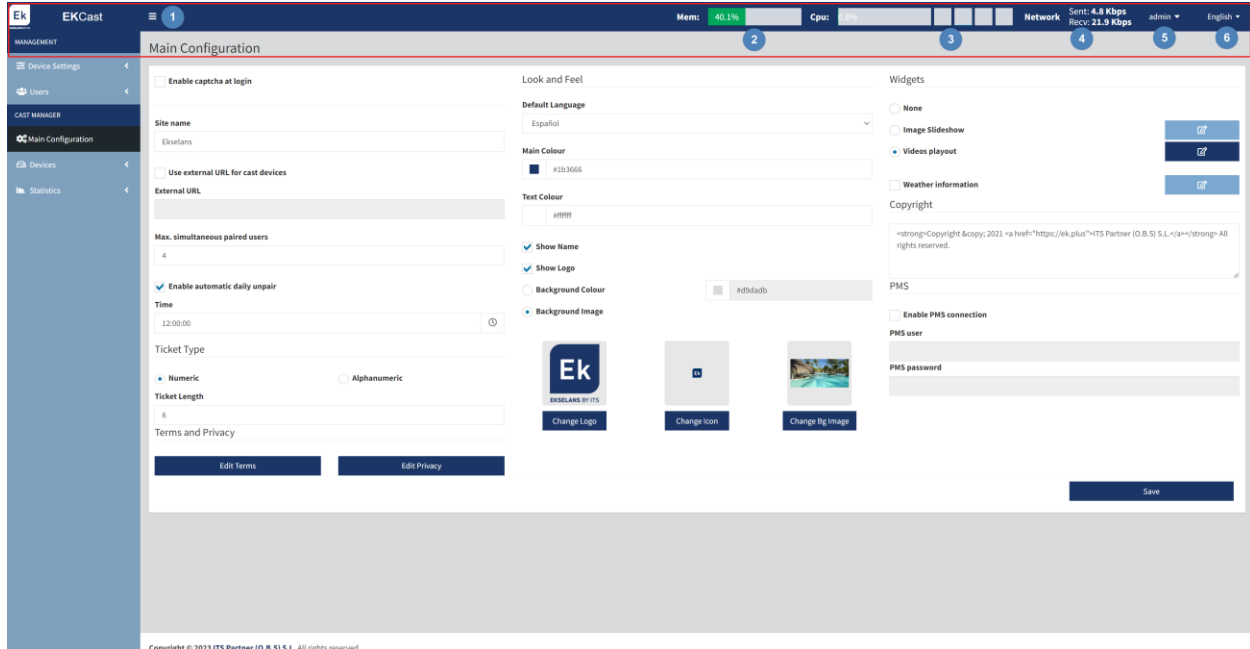 Ek EKCast 1 Mem: 40.1% Cpu: 0.8% Network Sent: 4.8 Kbps admin English
Recv: 21.9 Kbps
2 3 4 5 6
MANAGEMENT
Device Settings
Users
CAST MANAGER
Main Configuration
Devices
Statistics
Main Configuration
Enable captcha at login
Site name
Ekselans
Use external URL for cast devices
External URL
Max. simultaneous paired users
4
Enable automatic daily unpair
Time
12:00:00
Ticket Type
Numeric Alphanumeric
Ticket Length
6
Terms and Privacy
Edit Terms Edit Privacy
Look and Feel
Default Language
Español
Main Colour
#1b3666
Text Colour
#ffffff
Show Name
Show Logo
Background Colour #d9dadb
Background Image
Ek Ek
EKSELANS BY ITS
Change Logo Change Icon Change Bg Image
Widgets
None
Image Slideshow
Videos playout
Weather information
Copyright
<strong>Copyright &copy; 2021 <a href="https://ek.plus">ITS Partner (O.B.S) S.L.</a></strong> All
rights reserved.
PMS
Enable PMS connection
PMS user
PMS password
Save
Copyright © 2023 ITS Partner (O.B.S) S.L. All rights reserved.